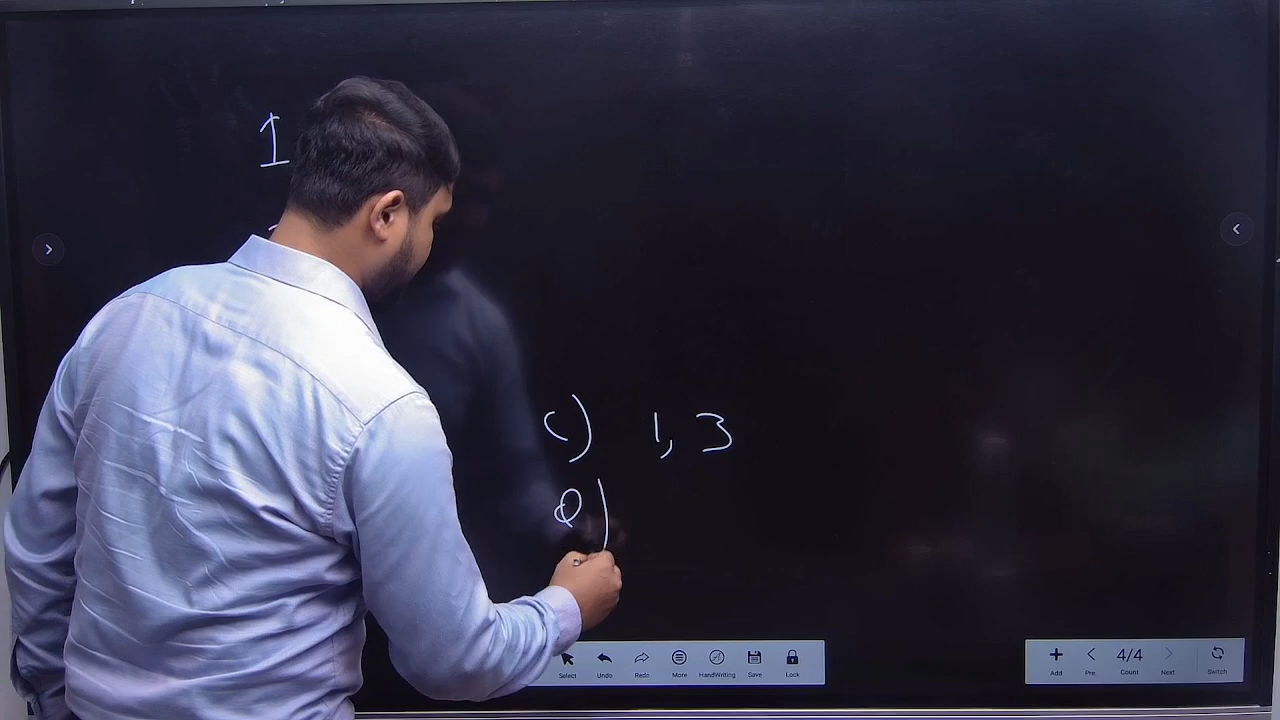 1
c) 1, 3
D)
Select Undo Redo More HandWriting Save Lock
4/4
Add Pre Count Next Switch